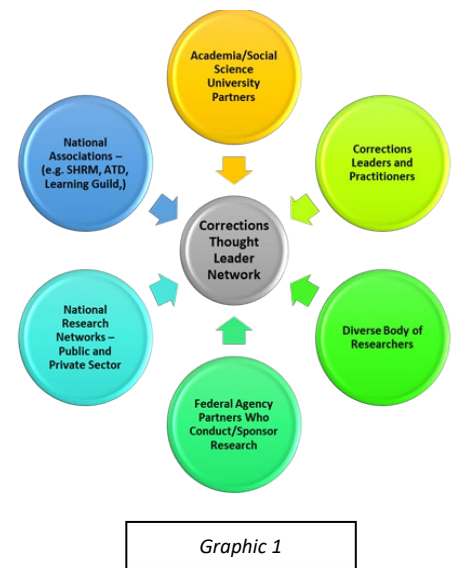 Academia/Social
Science
University
Partners
National
Associations –
(e.g. SHRM, ATD,
Learning Guild,)
Corrections
Leaders and
Practitioners
Corrections
Thought
Leader
Network
National
Research
Networks –
Public and
Private Sector
Diverse Body of
Researchers
Federal Agency
Partners Who
Conduct/Sponsor
Research
Graphic 1